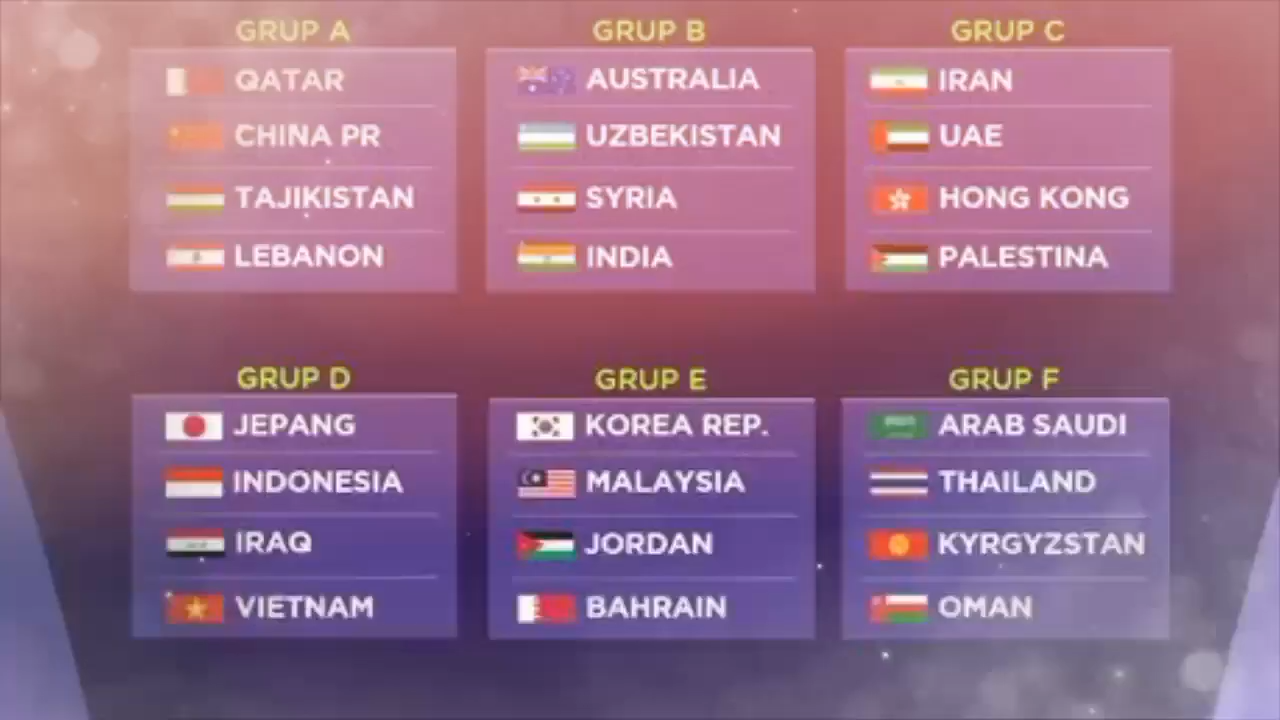 GRUP A
QATAR
CHINA PR
TAJIKISTAN
LEBANON
GRUP B
AUSTRALIA
UZBEKISTAN
SYRIA
INDIA
GRUP C
IRAN
UAE
HONG KONG
PALESTINA
GRUP D
JEPANG
INDONESIA
IRAQ
VIETNAM
GRUP E
KOREA REP.
MALAYSIA
JORDAN
BAHRAIN
GRUP F
ARAB SAUDI
THAILAND
KYRGYZSTAN
OMAN